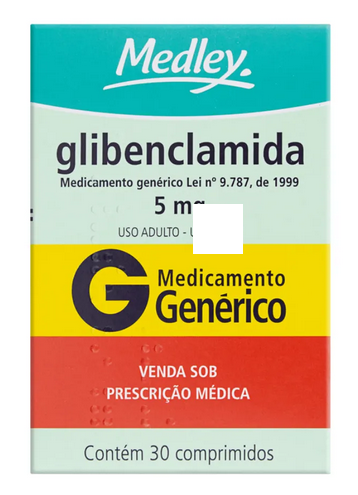 Medley.
glibenclamida
Medicamento genérico Lei nº 9.787, de 1999
5
USO ADULTO -
G Medicamento
Genérico
VENDA SOB
PRESCRIÇÃO MÉDICA
Contém 30 comprimidos